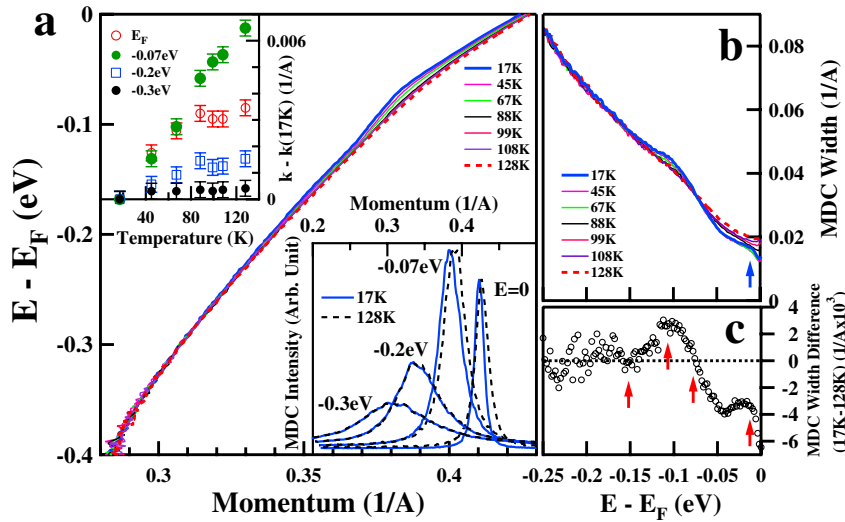 a
E_F
-0.07eV
-0.2eV
-0.3eV
0.006
0
k - k(17K) (1/A)
40 80 120
Temperature (K)
17K
45K
67K
88K
99K
108K
128K
Momentum (1/A)
0.2 0.3 0.4
MDC Intensity (Arb. Unit)
-0.07eV
E=0
17K
128K
-0.2eV
-0.3eV
0
-0.1
-0.2
-0.3
-0.4
E - E_F (eV)
0.3 0.35 0.4
Momentum (1/A)
b
17K
45K
67K
88K
99K
108K
128K
0.08
0.06
0.04
0.02
MDC Width (1/A)
c
4
2
0
-2
-4
-6
MDC Width Difference
(17K-128K) (1/Ax10³)
-0.25 -0.2 -0.15 -0.1 -0.05 0
E - E_F (eV)